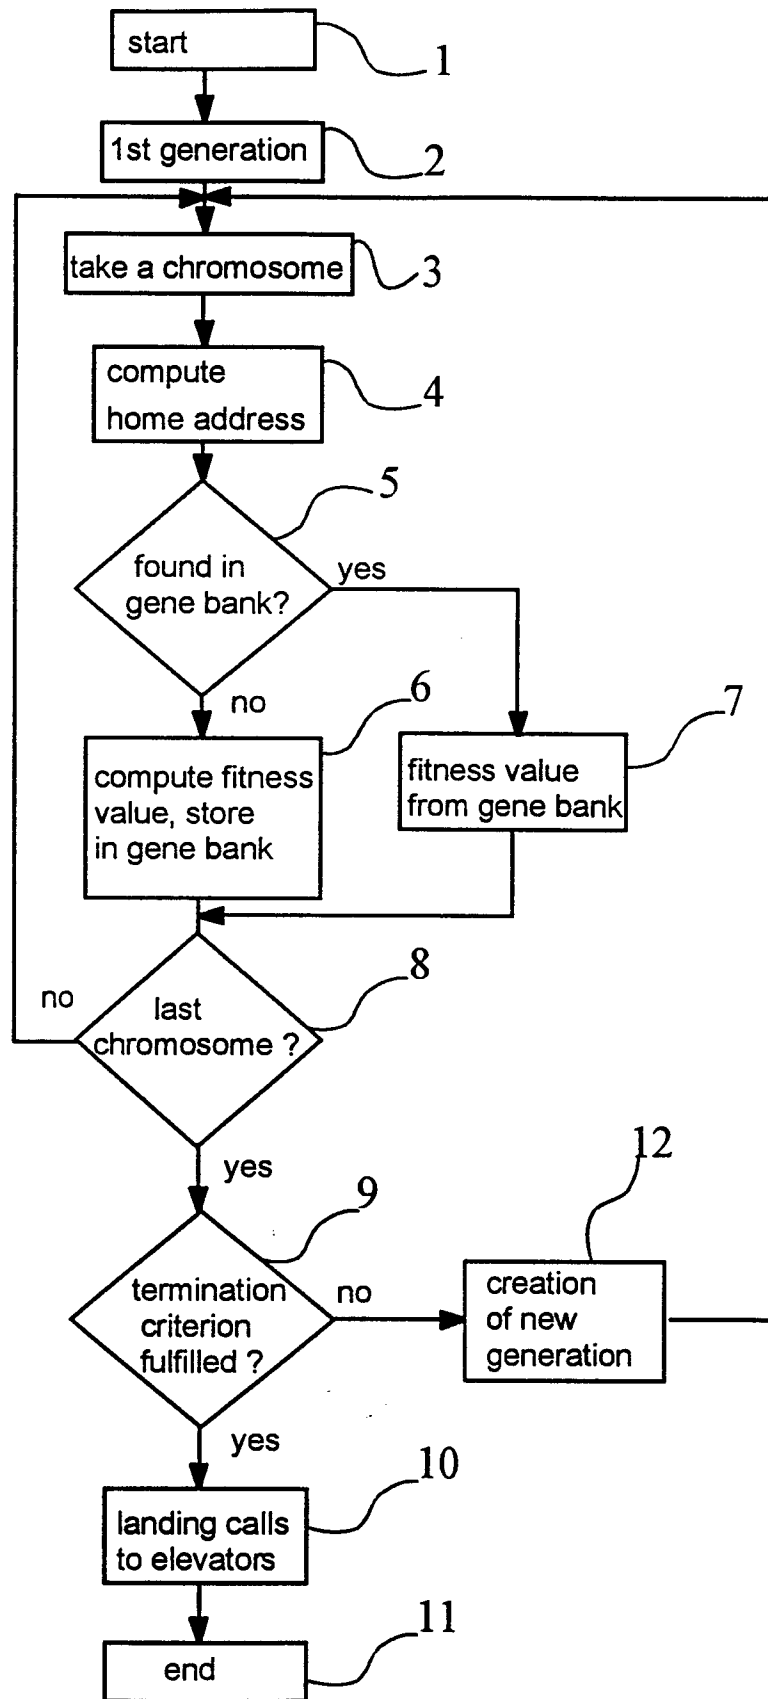 start
1
1st generation
2
take a chromosome
3
compute
home address
4
5
found in
gene bank?
yes
no
6
7
compute fitness
value, store
in gene bank
fitness value
from gene bank
8
no
last
chromosome ?
yes
9
12
termination
criterion
fulfilled ?
no
creation
of new
generation
yes
10
landing calls
to elevators
11
end